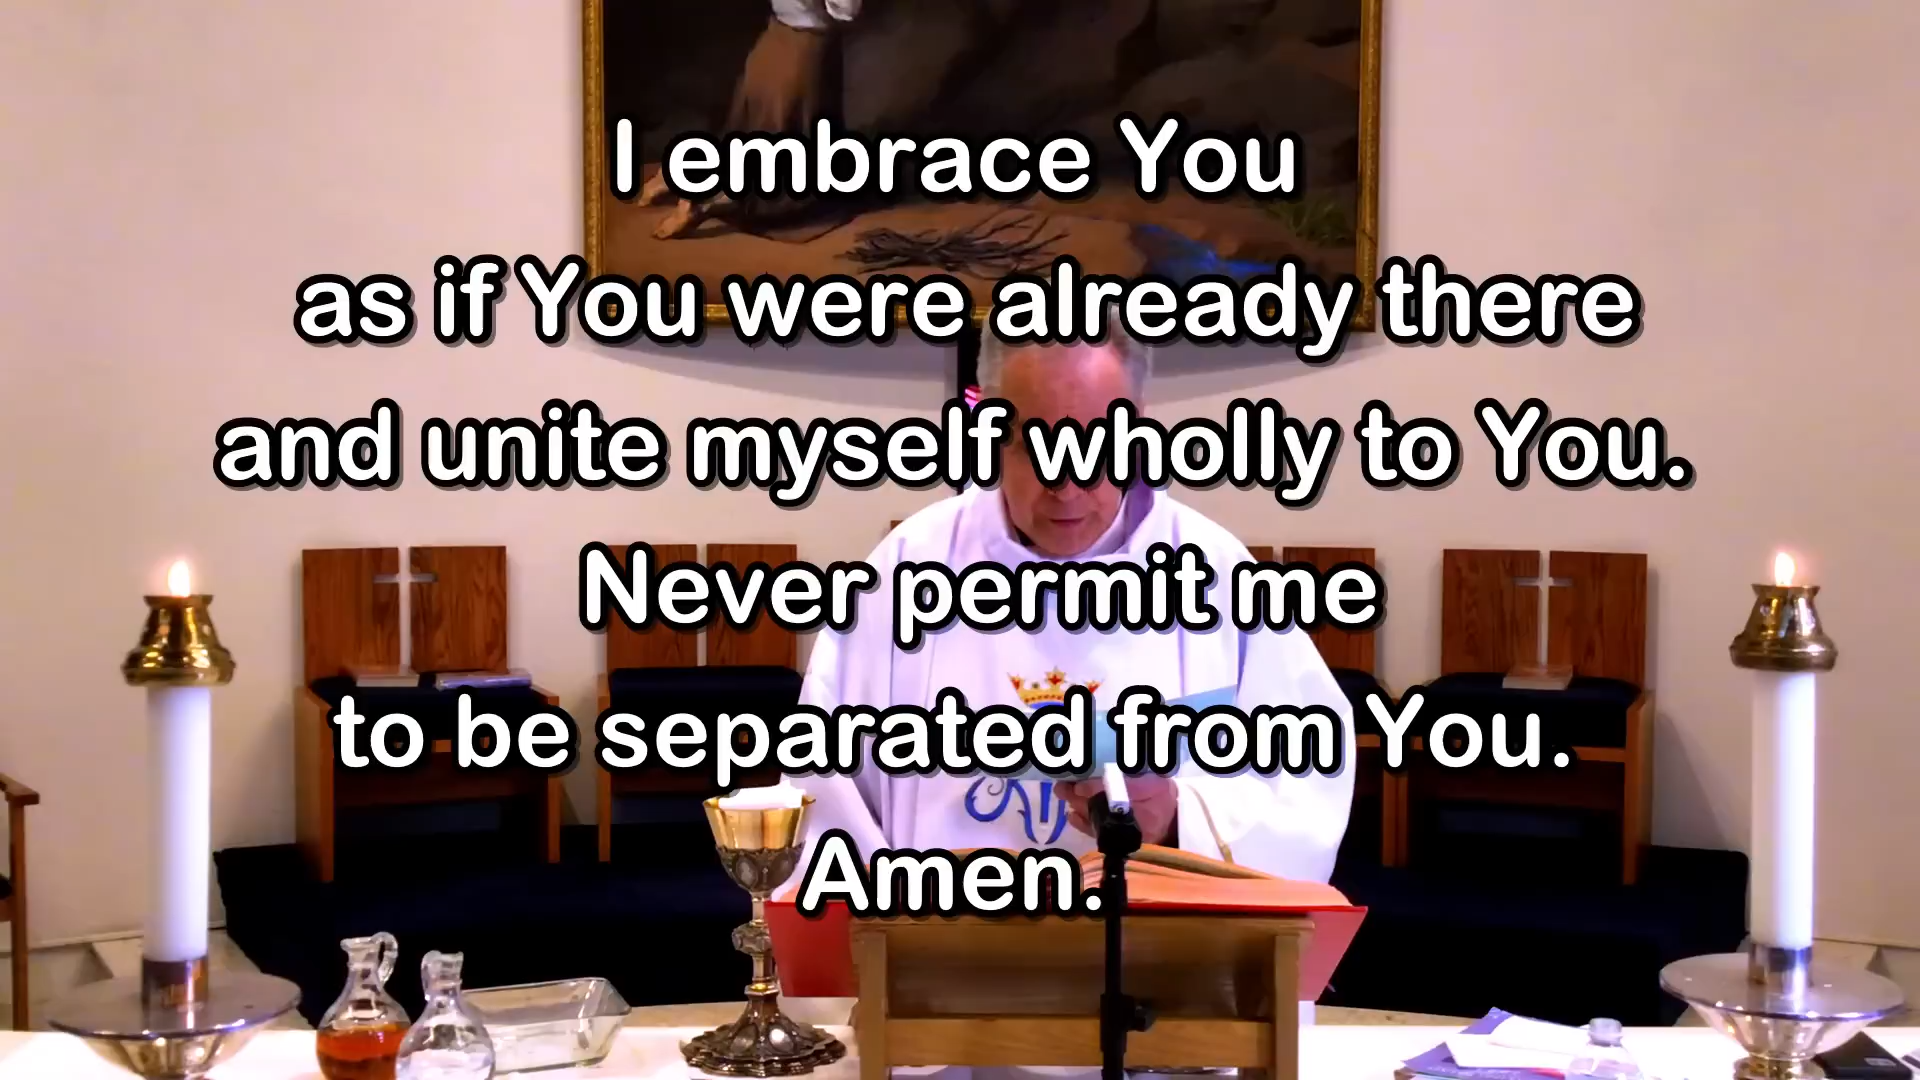 I embrace You
as if You were already there
and unite myself wholly to You.
Never permit me
to be separated from You.
Amen.